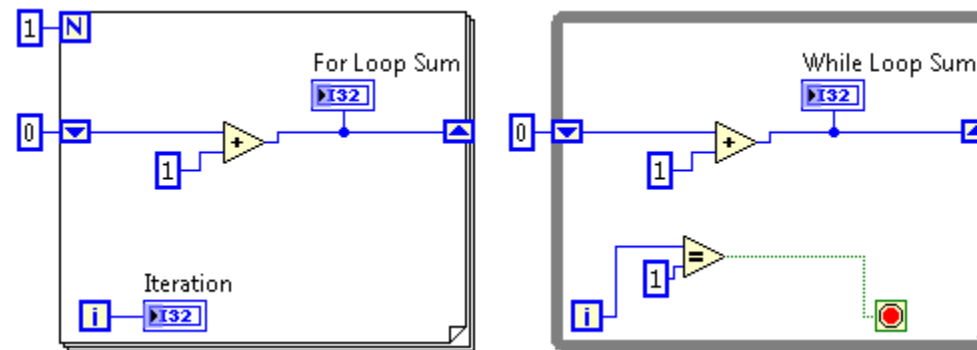 1 N
For Loop Sum
I32
0
+
1
Iteration
i
I32
While Loop Sum
I32
0
+
1
=
1
i